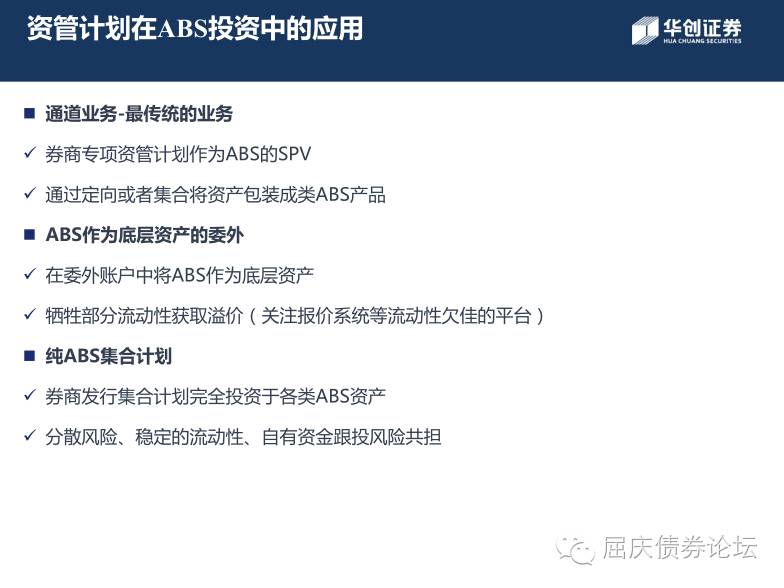 资管计划在ABS投资中的应用
华创证券
HUA CHUANG SECURITIES
■ 通道业务-最传统的业务
✓ 券商专项资管计划作为ABS的SPV
✓ 通过定向或者集合将资产包装成类ABS产品
■ ABS作为底层资产的委外
✓ 在委外账户中将ABS作为底层资产
✓ 牺牲部分流动性获取溢价（关注报价系统等流动性欠佳的平台）
■ 纯ABS集合计划
✓ 券商发行集合计划完全投资于各类ABS资产
✓ 分散风险、稳定的流动性、自有资金跟投风险共担
屈庆债券论坛